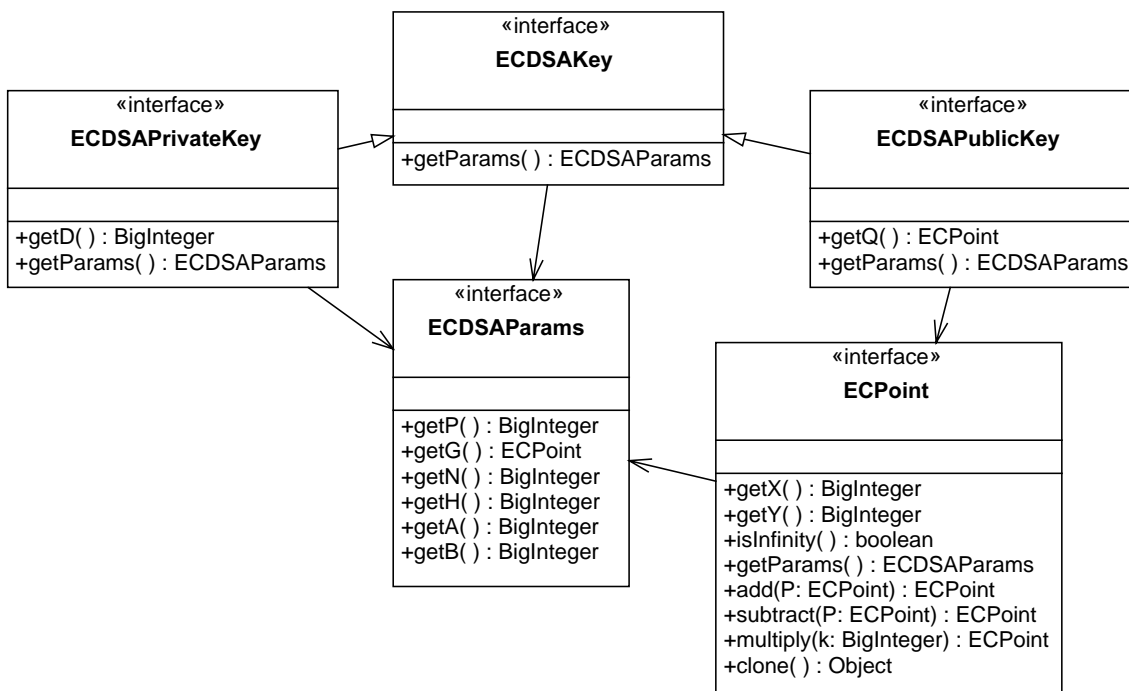 «interface»
ECDSAKey
+getParams( ) : ECDSAParams
«interface»
ECDSAPrivateKey
+getD( ) : BigInteger
+getParams( ) : ECDSAParams
«interface»
ECDSAPublicKey
+getQ( ) : ECPoint
+getParams( ) : ECDSAParams
«interface»
ECDSAParams
+getP( ) : BigInteger
+getG( ) : ECPoint
+getN( ) : BigInteger
+getH( ) : BigInteger
+getA( ) : BigInteger
+getB( ) : BigInteger
«interface»
ECPoint
+getX( ) : BigInteger
+getY( ) : BigInteger
+isInfinity( ) : boolean
+getParams( ) : ECDSAParams
+add(P: ECPoint) : ECPoint
+subtract(P: ECPoint) : ECPoint
+multiply(k: BigInteger) : ECPoint
+clone( ) : Object